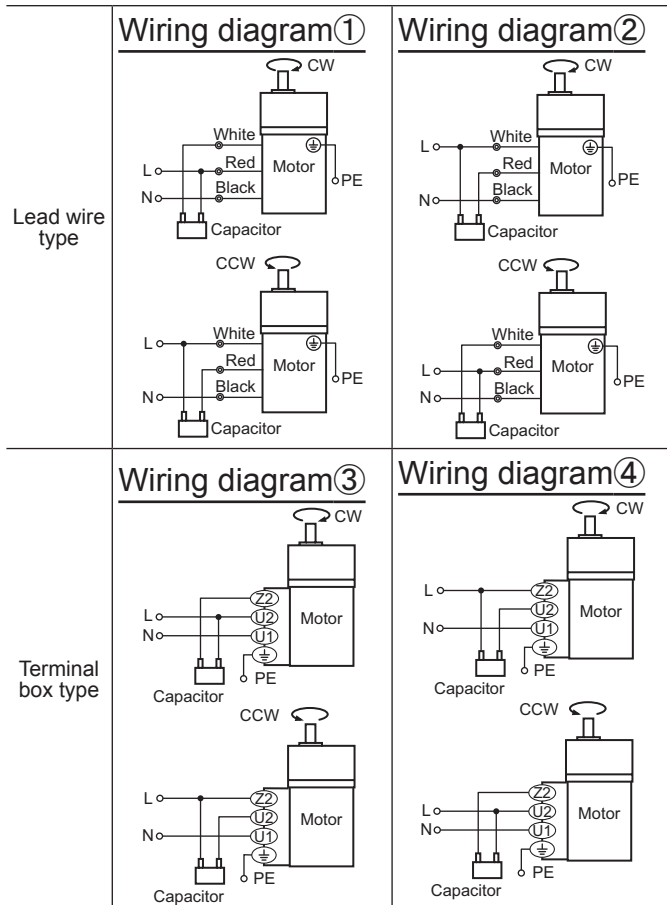 Wiring diagram①
CW
White
L
Red
Motor
N
Black
PE
Capacitor
CCW
L
White
Red
Motor
N
Black
PE
Capacitor
Wiring diagram②
CW
L
White
Red
Motor
N
Black
PE
Capacitor
CCW
White
L
Red
Motor
N
Black
PE
Capacitor
Lead wire
type
Wiring diagram③
CW
Z2
L
U2
Motor
N
U1
PE
Capacitor
CCW
L
Z2
U2
Motor
N
U1
PE
Capacitor
Wiring diagram④
CW
L
Z2
U2
Motor
N
U1
PE
Capacitor
CCW
Z2
L
U2
Motor
N
U1
PE
Capacitor
Terminal
box type